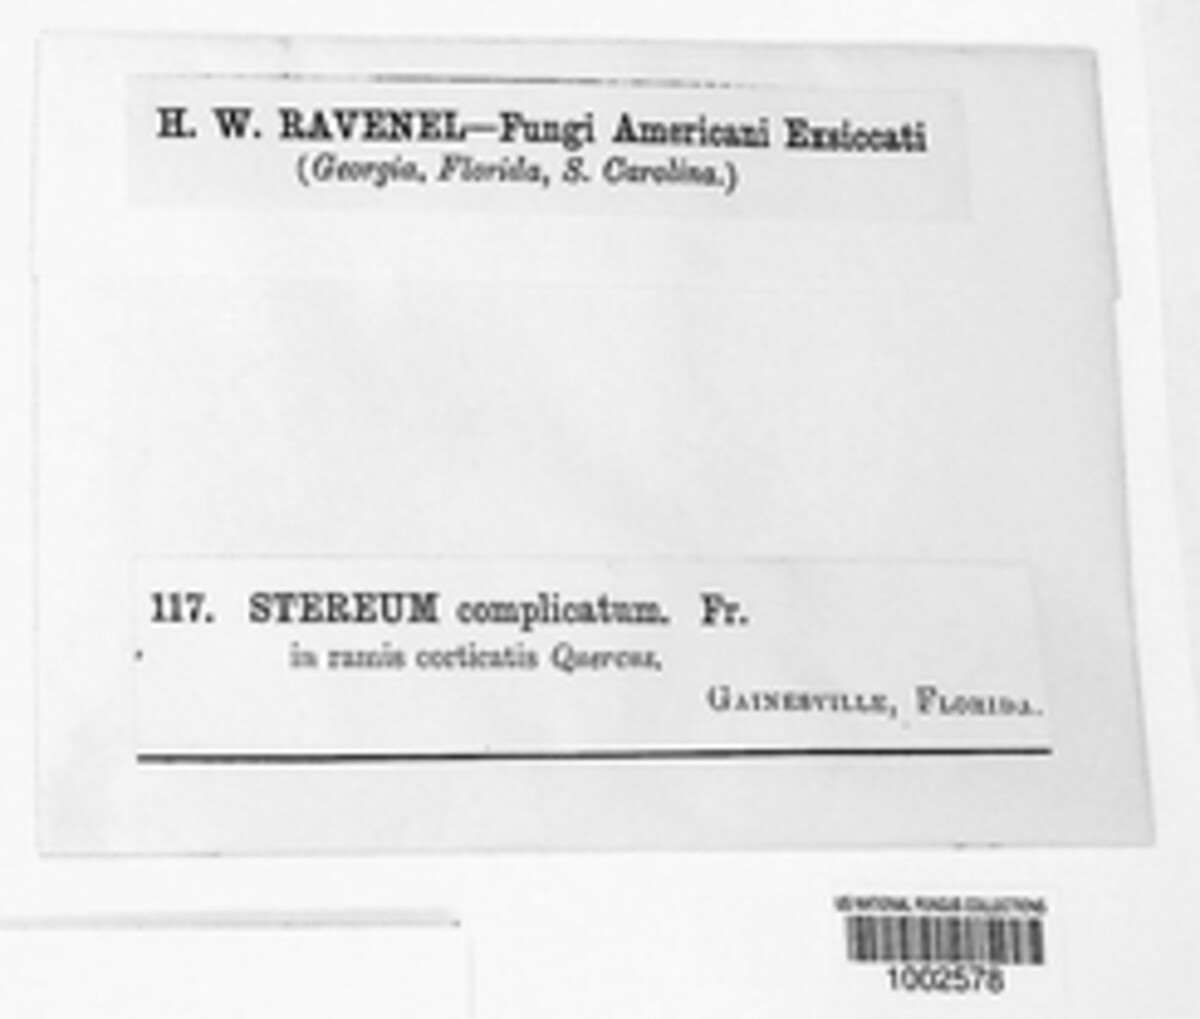 H. W. RAVENEL—Fungi Americani Exsiccati
(Georgia, Florida, S. Carolina.)
117. STEREUM complicatum. Fr.
in ramis corticatis Quercus,
GAINESVILLE, FLORIDA.
US NATIONAL FUNGUS COLLECTIONS
1002578